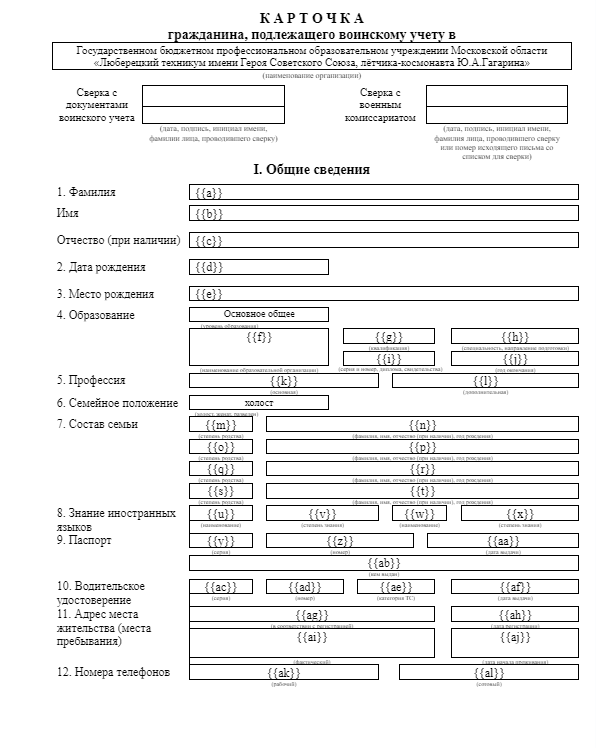 К А Р Т О Ч К А
гражданина, подлежащего воинскому учету в
Государственном бюджетном профессиональном образовательном учреждении Московской области
«Люберецкий техникум имени Героя Советского Союза, лётчика-космонавта Ю.А.Гагарина»
(наименование организации)
Сверка с документами воинского учета
(дата, подпись, инициал имени,
фамилии лица, проводившего сверку)
Сверка с военным комиссариатом
(дата, подпись, инициал имени,
фамилия лица, проводившего сверку
или номер исходящего письма со
списком для сверки)
I. Общие сведения
1. Фамилия {{a}}
Имя {{b}}
Отчество (при наличии) {{c}}
2. Дата рождения {{d}}
3. Место рождения {{e}}
4. Образование Основное общее
(уровень образования)
{{f}} {{g}} {{h}}
(квалификация) (специальность, направление подготовки)
{{i}} {{j}}
(наименование образовательной организации) (серия и номер, диплома, свидетельства) (год окончания)
5. Профессия {{k}} {{l}}
(основная) (дополнительная)
6. Семейное положение холост
(холост, женат, разведен)
7. Состав семьи {{m}} {{n}}
(степень родства) (фамилия, имя, отчество (при наличии), год рождения)
{{o}} {{p}}
(степень родства) (фамилия, имя, отчество (при наличии), год рождения)
{{q}} {{r}}
(степень родства) (фамилия, имя, отчество (при наличии), год рождения)
{{s}} {{t}}
(степень родства) (фамилия, имя, отчество (при наличии), год рождения)
8. Знание иностранных языков {{u}} {{v}} {{w}} {{x}}
(наименование) (степень знания) (наименование) (степень знания)
9. Паспорт {{y}} {{z}} {{aa}}
(серия) (номер) (дата выдачи)
{{ab}}
(кем выдан)
10. Водительское удостоверение {{ac}} {{ad}} {{ae}} {{af}}
(серия) (номер) (категория ТС) (дата выдачи)
11. Адрес места жительства (места пребывания) {{ag}} {{ah}}
(в соответствии с регистрацией) (дата регистрации)
{{ai}} {{aj}}
(фактический) (дата начала проживания)
12. Номера телефонов {{ak}} {{al}}
(рабочий) (сотовый)